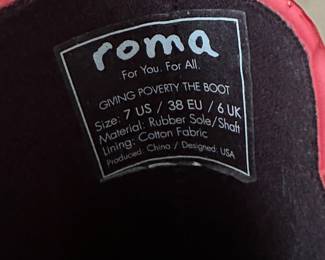 roma
For You. For All.
GIVING POVERTY THE BOOT
Size: 7 US / 38 EU / 6 UK
Material: Rubber Sole/Shaft
Lining: Cotton Fabric
Produced: China / Designed: USA